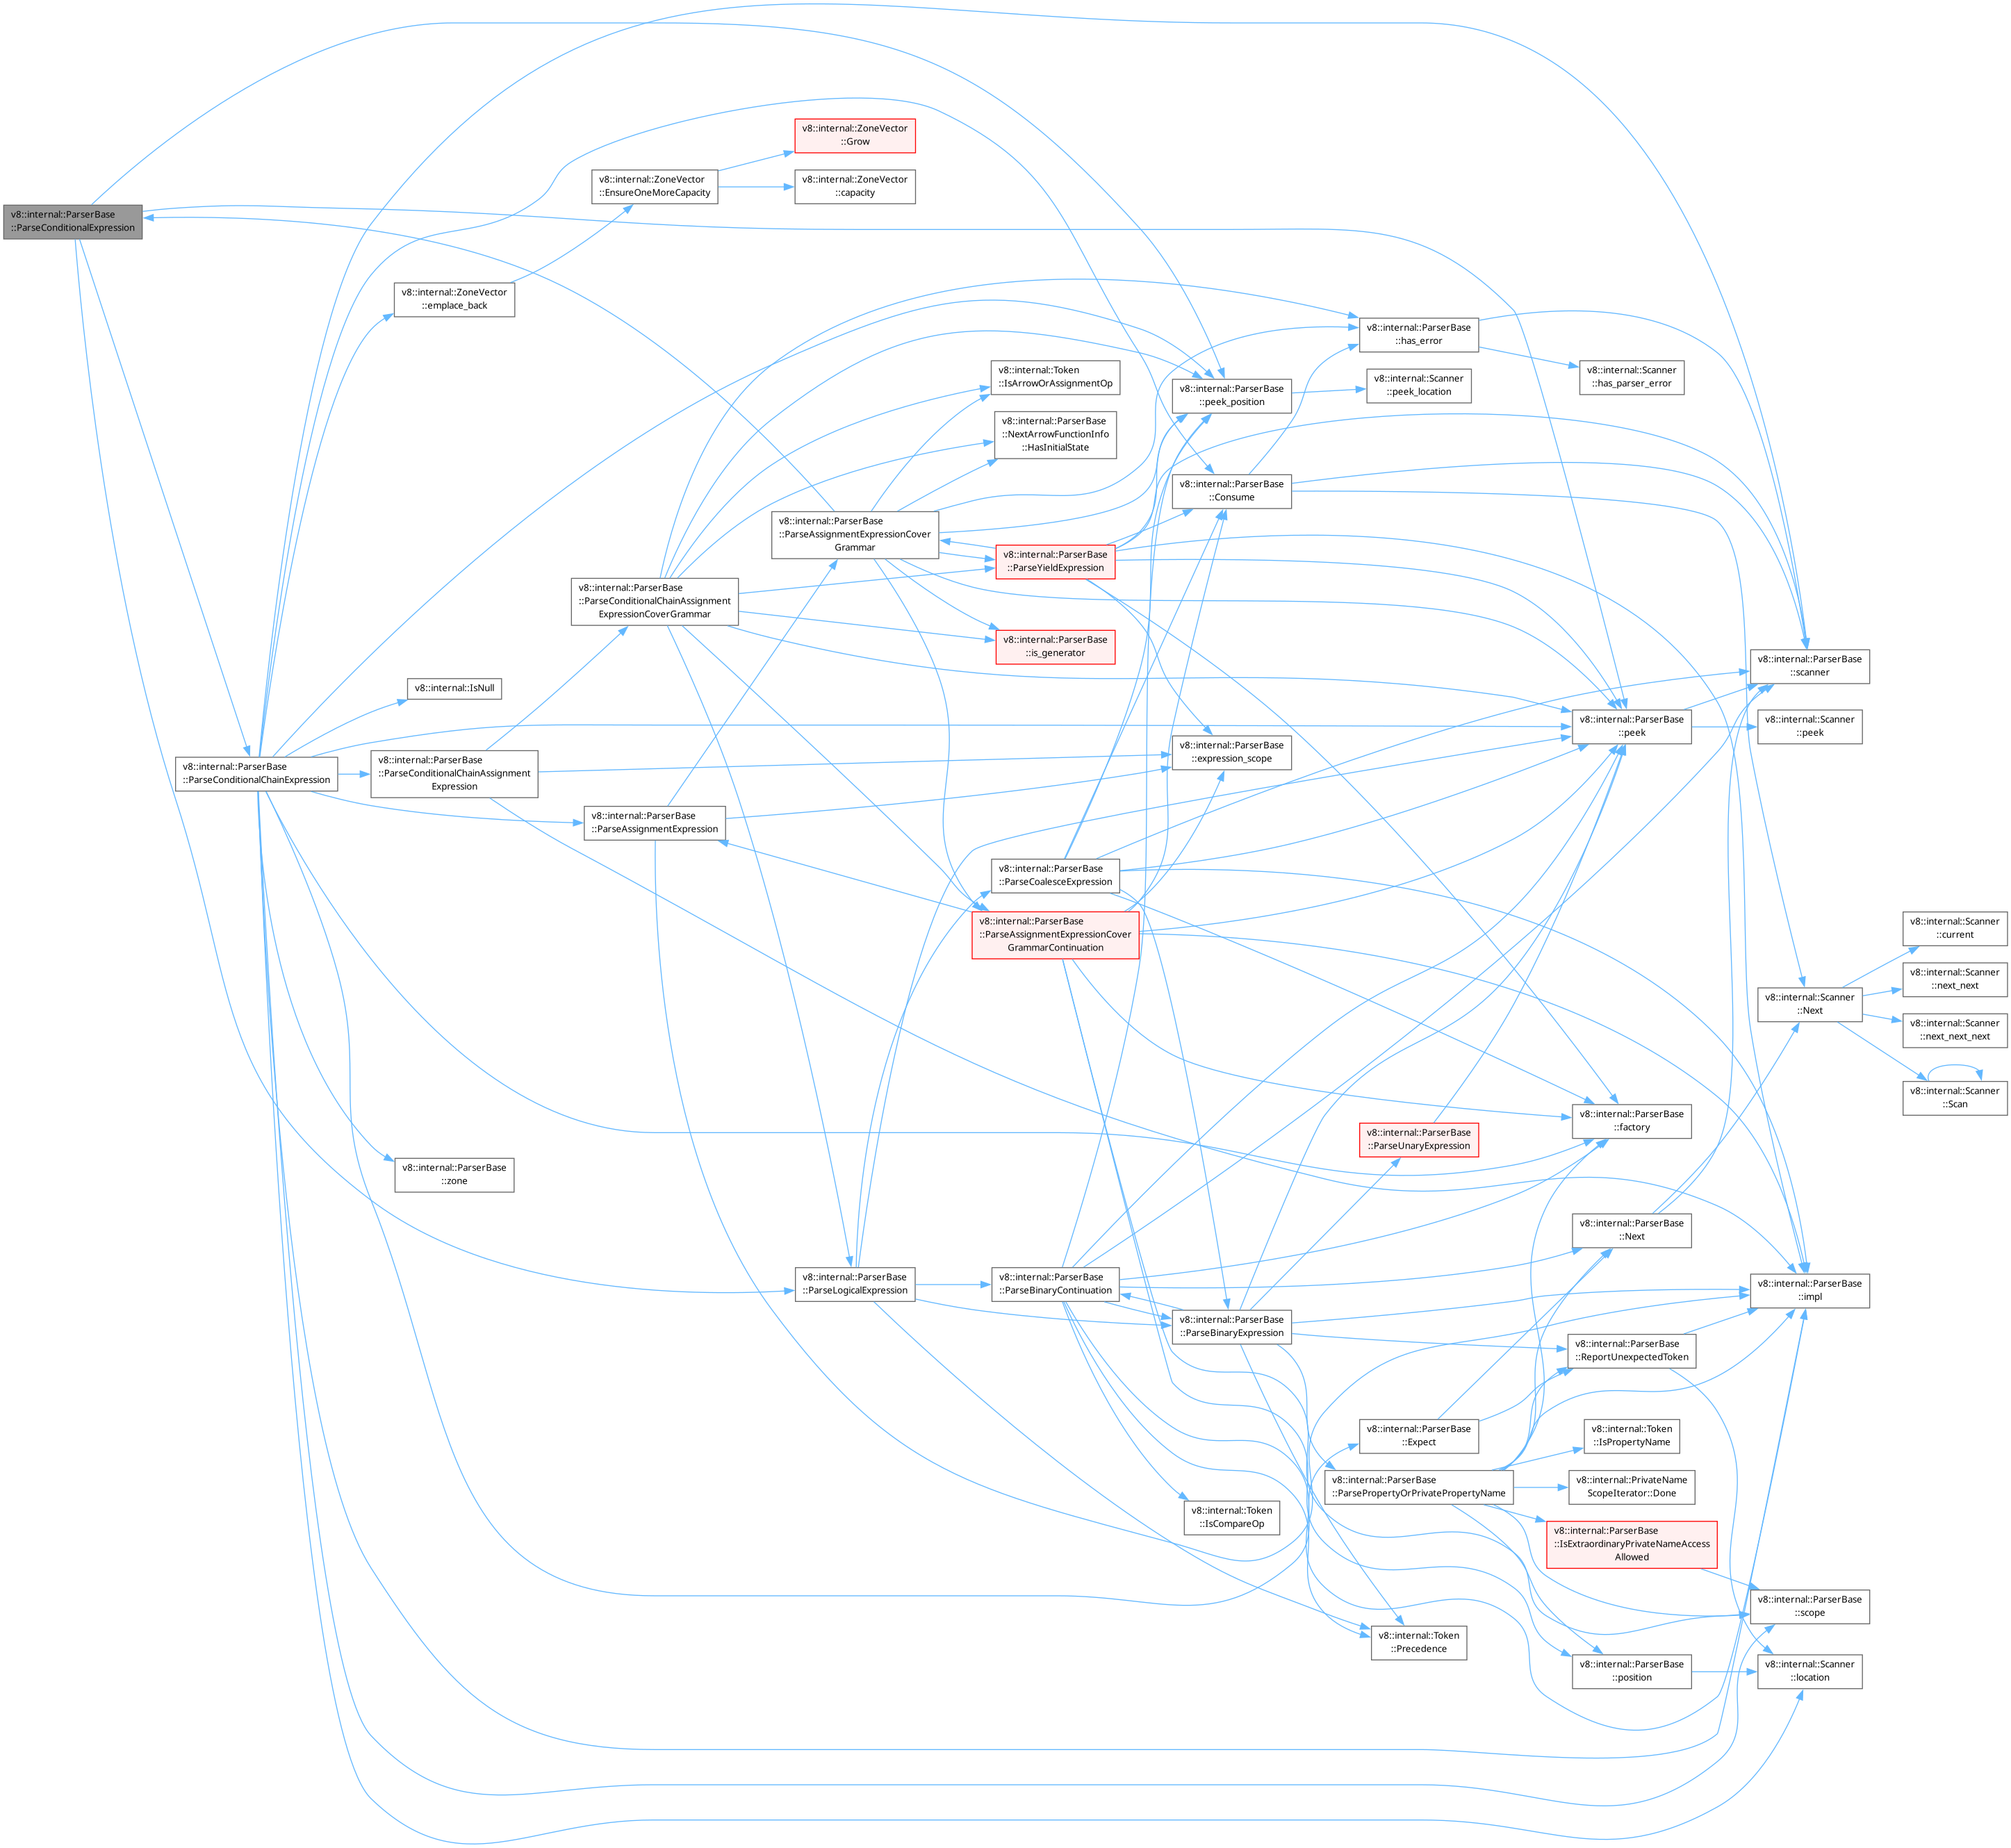 v8::internal::ParserBase
::ParseConditionalExpression
v8::internal::ParserBase
::ParseConditionalChainExpression
v8::internal::ZoneVector
::emplace_back
v8::internal::IsNull
v8::internal::ParserBase
::ParseConditionalChainAssignment
Expression
v8::internal::ParserBase
::zone
v8::internal::ZoneVector
::EnsureOneMoreCapacity
v8::internal::ParserBase
::ParseConditionalChainAssignment
ExpressionCoverGrammar
v8::internal::ParserBase
::ParseAssignmentExpression
v8::internal::ZoneVector
::Grow
v8::internal::ZoneVector
::capacity
v8::internal::ParserBase
::ParseAssignmentExpressionCover
Grammar
v8::internal::ParserBase
::ParseLogicalExpression
v8::internal::Token
::IsArrowOrAssignmentOp
v8::internal::ParserBase
::NextArrowFunctionInfo
::HasInitialState
v8::internal::ParserBase
::ParseYieldExpression
v8::internal::ParserBase
::is_generator
v8::internal::ParserBase
::ParseCoalesceExpression
v8::internal::ParserBase
::ParseAssignmentExpressionCover
GrammarContinuation
v8::internal::ParserBase
::ParseBinaryContinuation
v8::internal::ParserBase
::peek_position
v8::internal::ParserBase
::Consume
v8::internal::ParserBase
::expression_scope
v8::internal::ParserBase
::ParseBinaryExpression
v8::internal::Token
::IsCompareOp
v8::internal::ParserBase
::has_error
v8::internal::Scanner
::peek_location
v8::internal::ParserBase
::ParseUnaryExpression
v8::internal::ParserBase
::Expect
v8::internal::ParserBase
::ParsePropertyOrPrivatePropertyName
v8::internal::Token
::Precedence
v8::internal::Scanner
::has_parser_error
v8::internal::ParserBase
::peek
v8::internal::ParserBase
::factory
v8::internal::ParserBase
::Next
v8::internal::ParserBase
::ReportUnexpectedToken
v8::internal::Token
::IsPropertyName
v8::internal::PrivateName
ScopeIterator::Done
v8::internal::ParserBase
::IsExtraordinaryPrivateNameAccess
Allowed
v8::internal::ParserBase
::position
v8::internal::ParserBase
::scanner
v8::internal::Scanner
::peek
v8::internal::Scanner
::Next
v8::internal::ParserBase
::impl
v8::internal::ParserBase
::scope
v8::internal::Scanner
::location
v8::internal::Scanner
::current
v8::internal::Scanner
::next_next
v8::internal::Scanner
::next_next_next
v8::internal::Scanner
::Scan